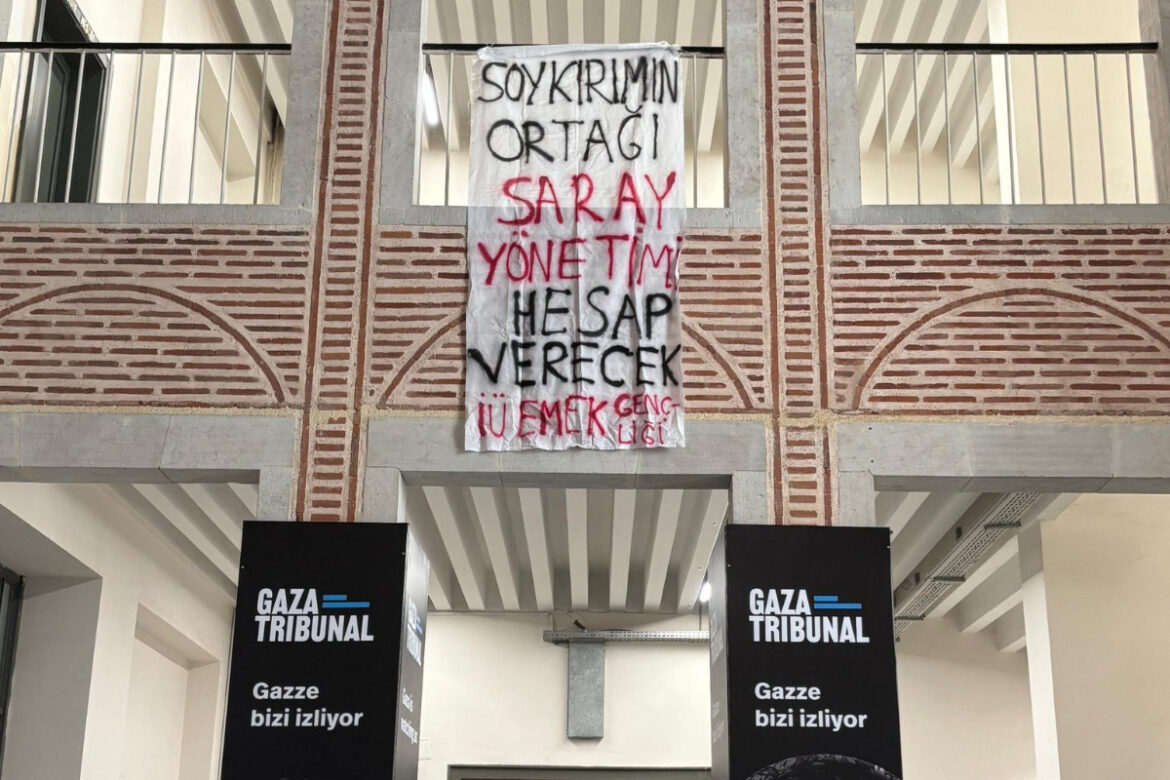 SOYKIRIMIN
ORTAĞI
SARAY
YÖNETİMİ
HESAP
VERECEK
İÜ EMEK GENÇ-
LİĞİ
GAZA
TRIBUNAL
Gazze
bizi izliyor
GAZA
TRIBUNAL
Gazze
bizi izliyor